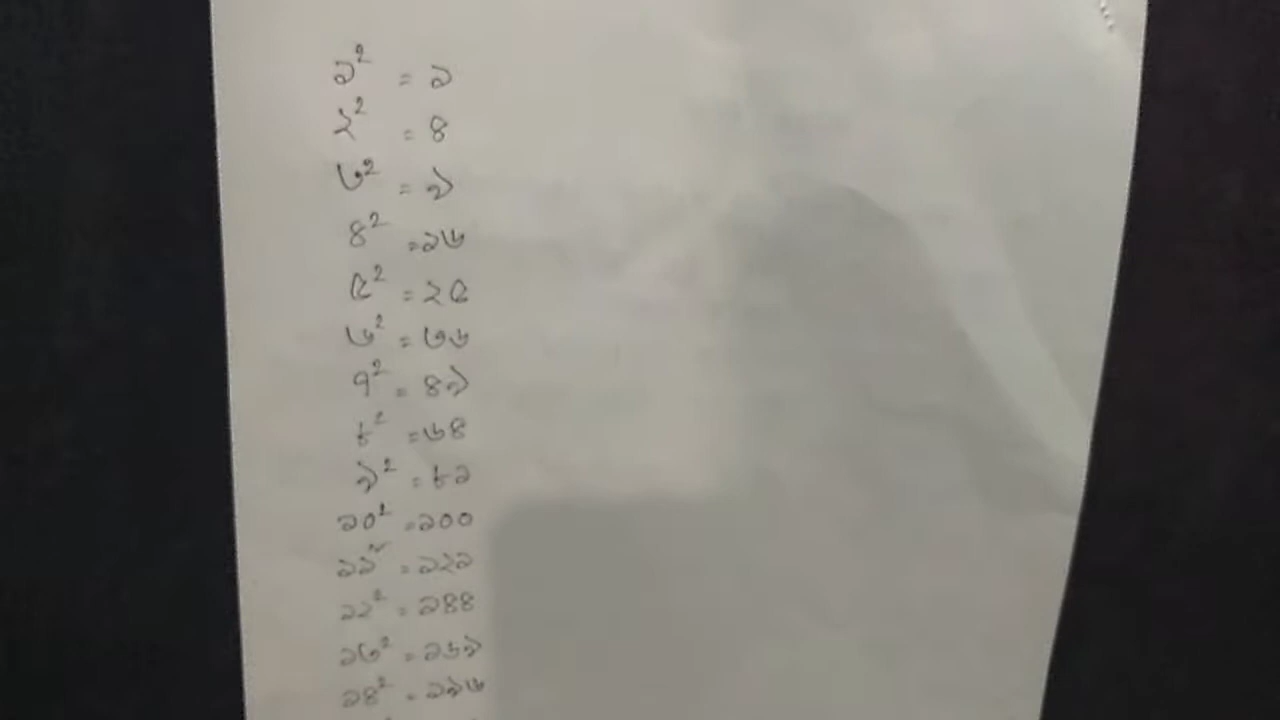 ১² = ১
২² = ৪
৩² = ৯
৪² = ১৬
৫² = ২৫
৬² = ৩৬
৭² = ৪৯
৮² = ৬৪
৯² = ৮১
১০² = ১০০
১১² = ১২১
১২² = ১৪৪
১৩² = ১৬৯
১৪² = ১৯৬